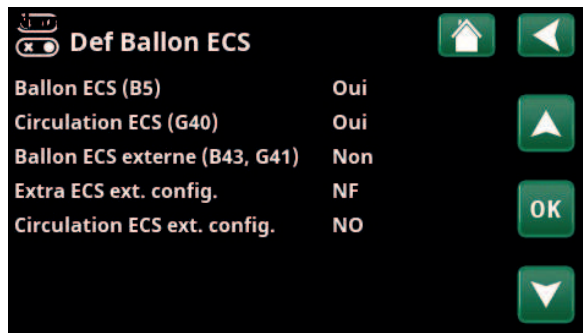 Def Ballon ECS
Ballon ECS (B5) Oui
Circulation ECS (G40) Oui
Ballon ECS externe (B43, G41) Non
Extra ECS ext. config. NF
OK
Circulation ECS ext. config. NO